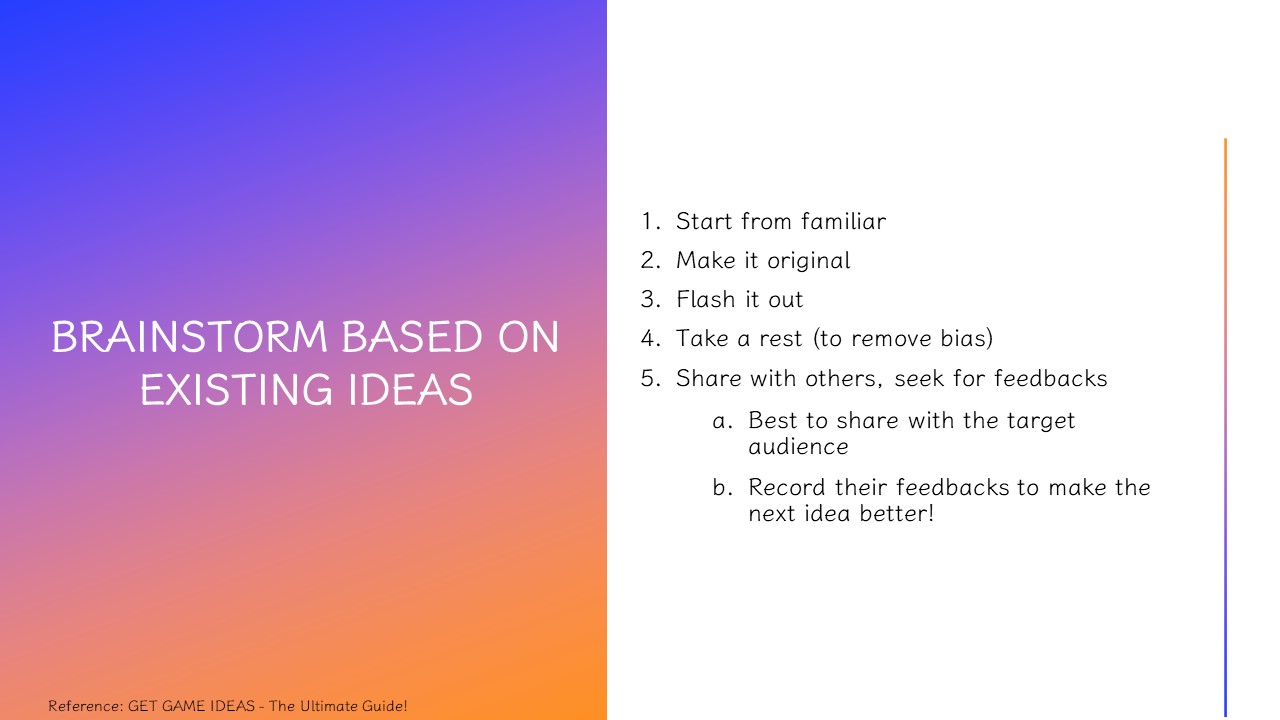 BRAINSTORM BASED ON
EXISTING IDEAS
1. Start from familiar
2. Make it original
3. Flash it out
4. Take a rest (to remove bias)
5. Share with others, seek for feedbacks
a. Best to share with the target
audience
b. Record their feedbacks to make the
next idea better!
Reference: GET GAME IDEAS - The Ultimate Guide!